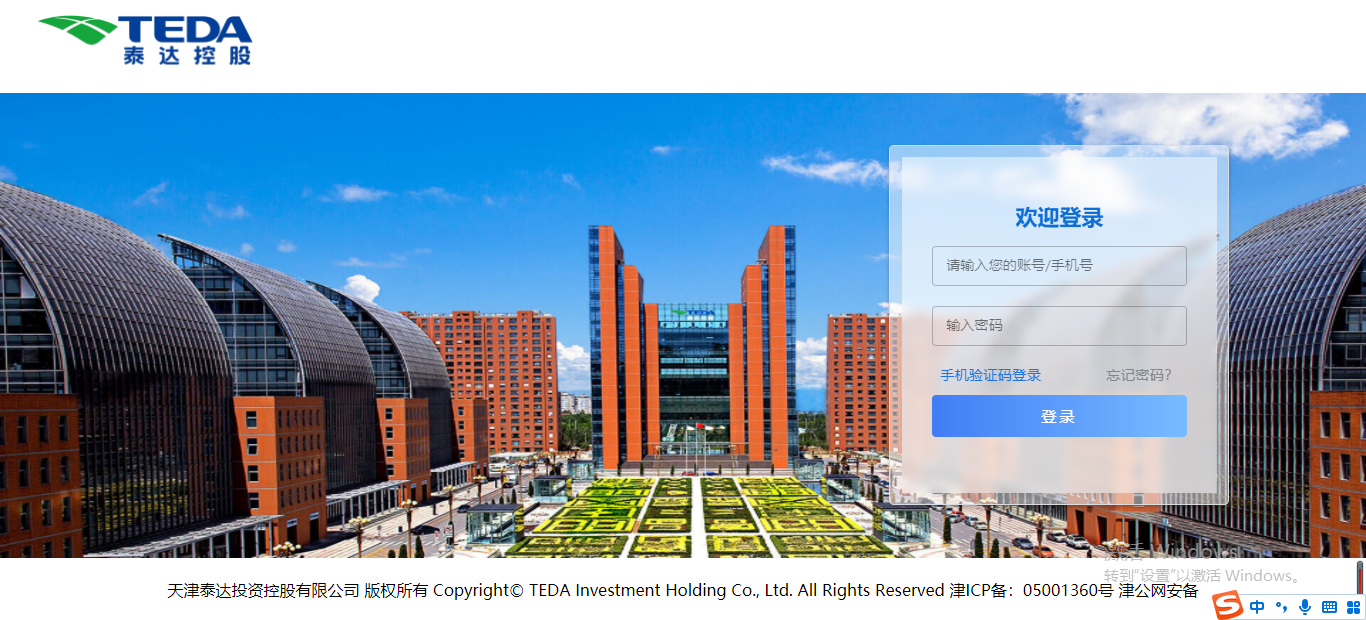 TEDA
泰达控股
欢迎登录
请输入您的账号/手机号
输入密码
手机验证码登录 忘记密码?
登录
TEDA
激活 Windows
转到"设置"以激活 Windows。
天津泰达投资控股有限公司 版权所有 Copyright© TEDA Investment Holding Co., Ltd. All Rights Reserved 津ICP备：05001360号 津公网安备
S 中